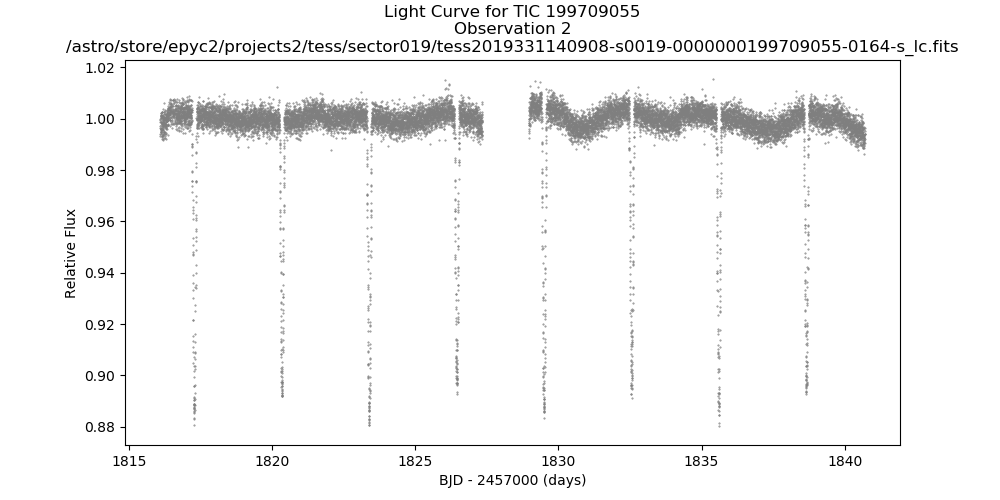 Light Curve for TIC 199709055
Observation 2
/astro/store/epyc2/projects2/tess/sector019/tess2019331140908-s0019-0000000199709055-0164-s_lc.fits
1.02
1.00
0.98
0.96
0.94
0.92
0.90
0.88
Relative Flux
1815
1820
1825
1830
1835
1840
BJD - 2457000 (days)